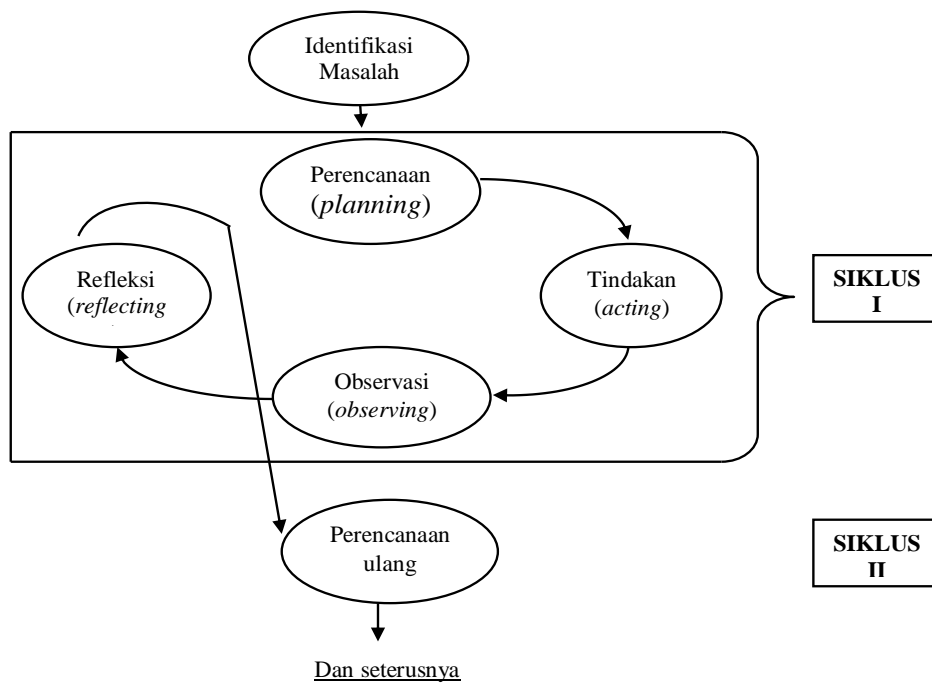 Identifikasi
Masalah
Perencanaan
(planning)
Refleksi
(reflecting
Tindakan
(acting)
SIKLUS
I
Observasi
(observing)
Perencanaan
ulang
SIKLUS
II
Dan seterusnya